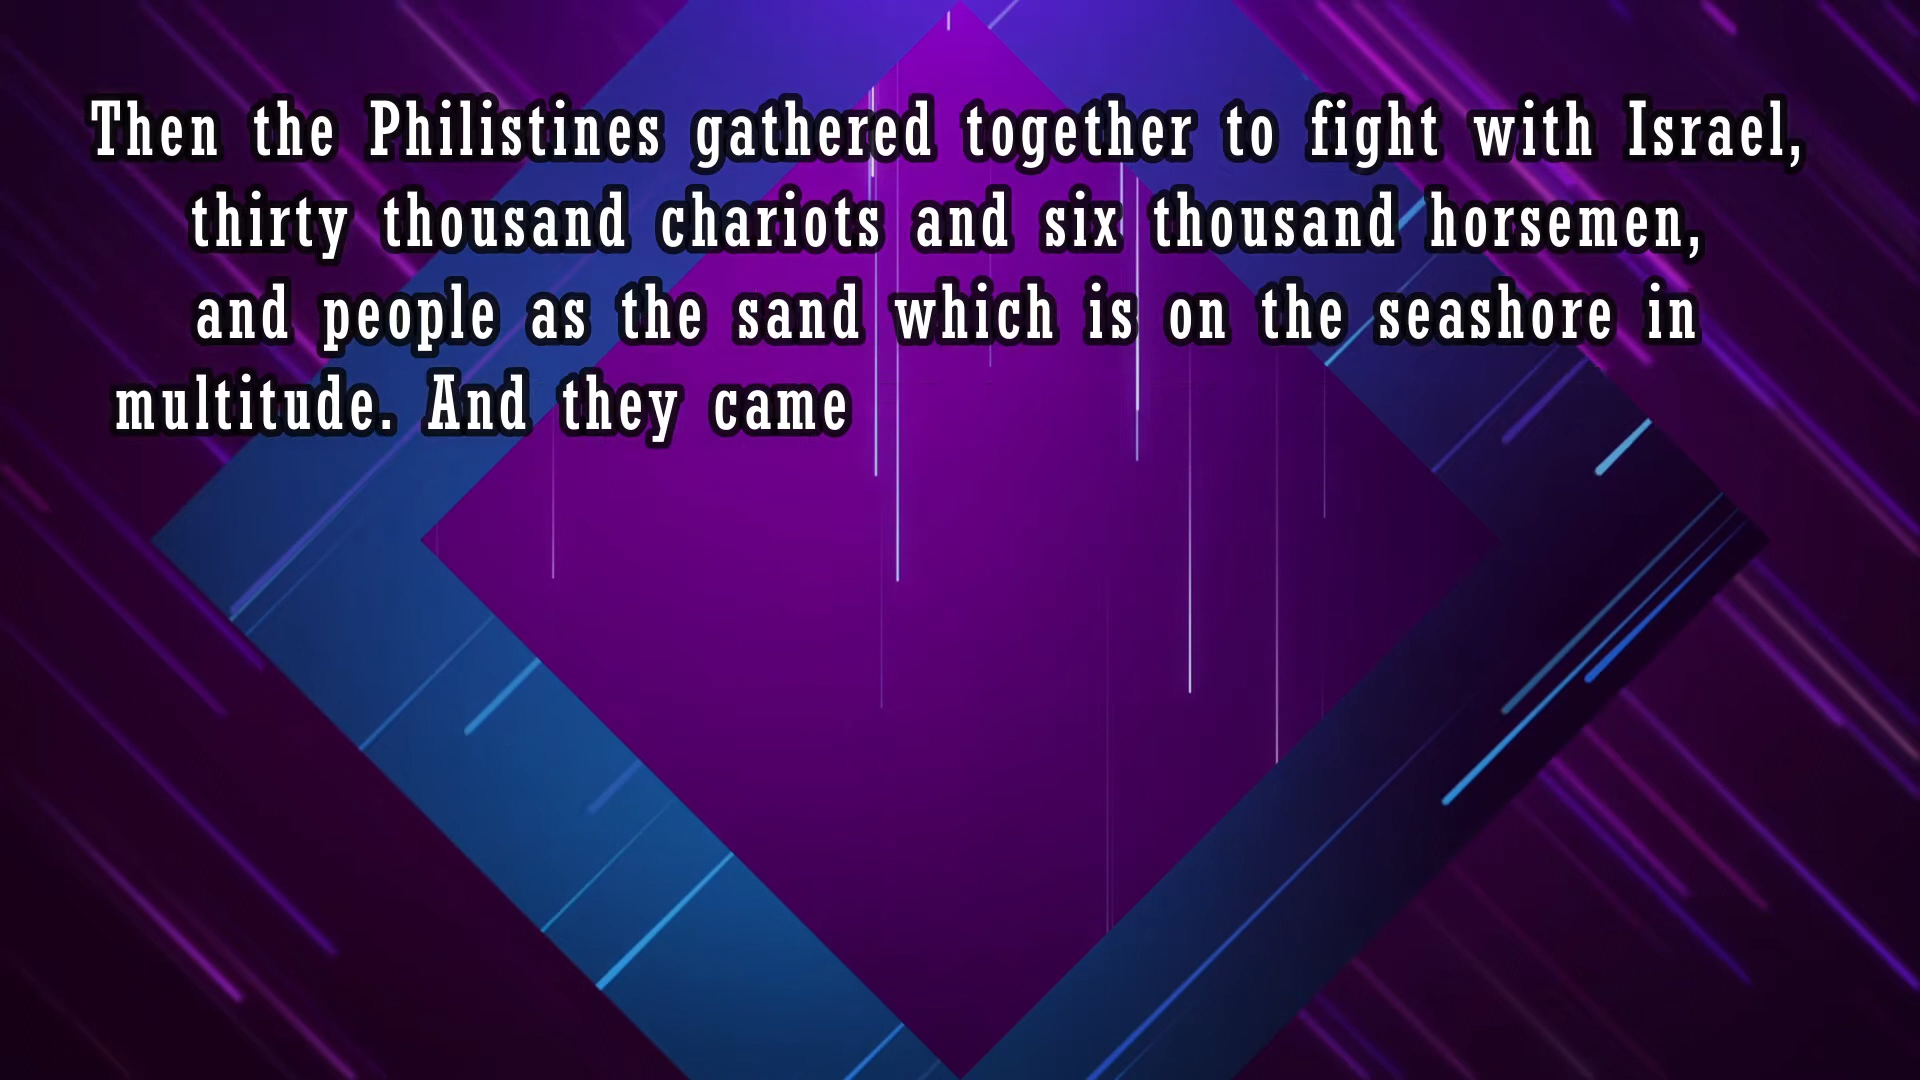 Then the Philistines gathered together to fight with Israel,
thirty thousand chariots and six thousand horsemen,
and people as the sand which is on the seashore in
multitude. And they came